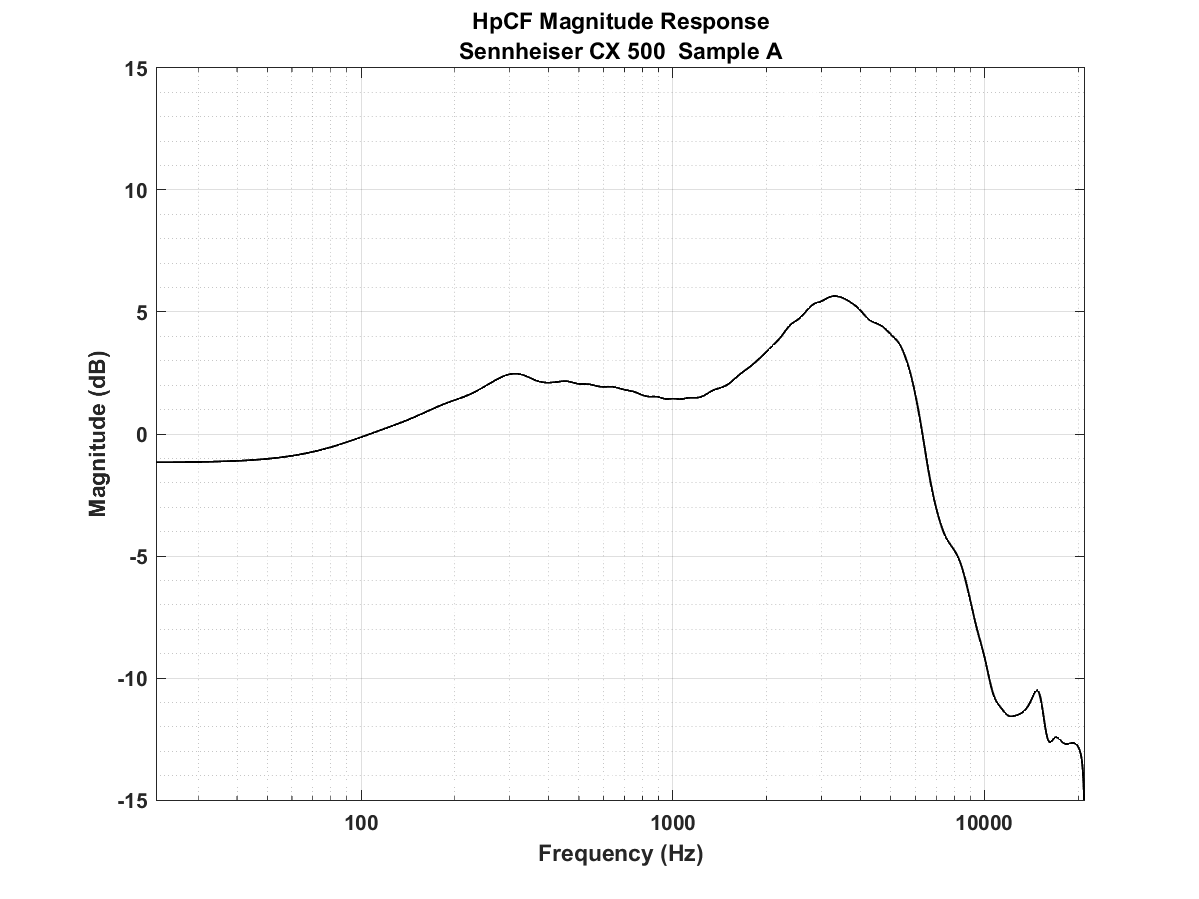 HpCF Magnitude Response
Sennheiser CX 500  Sample A
15
10
5
0
-5
-10
-15
Magnitude (dB)
100
1000
10000
Frequency (Hz)